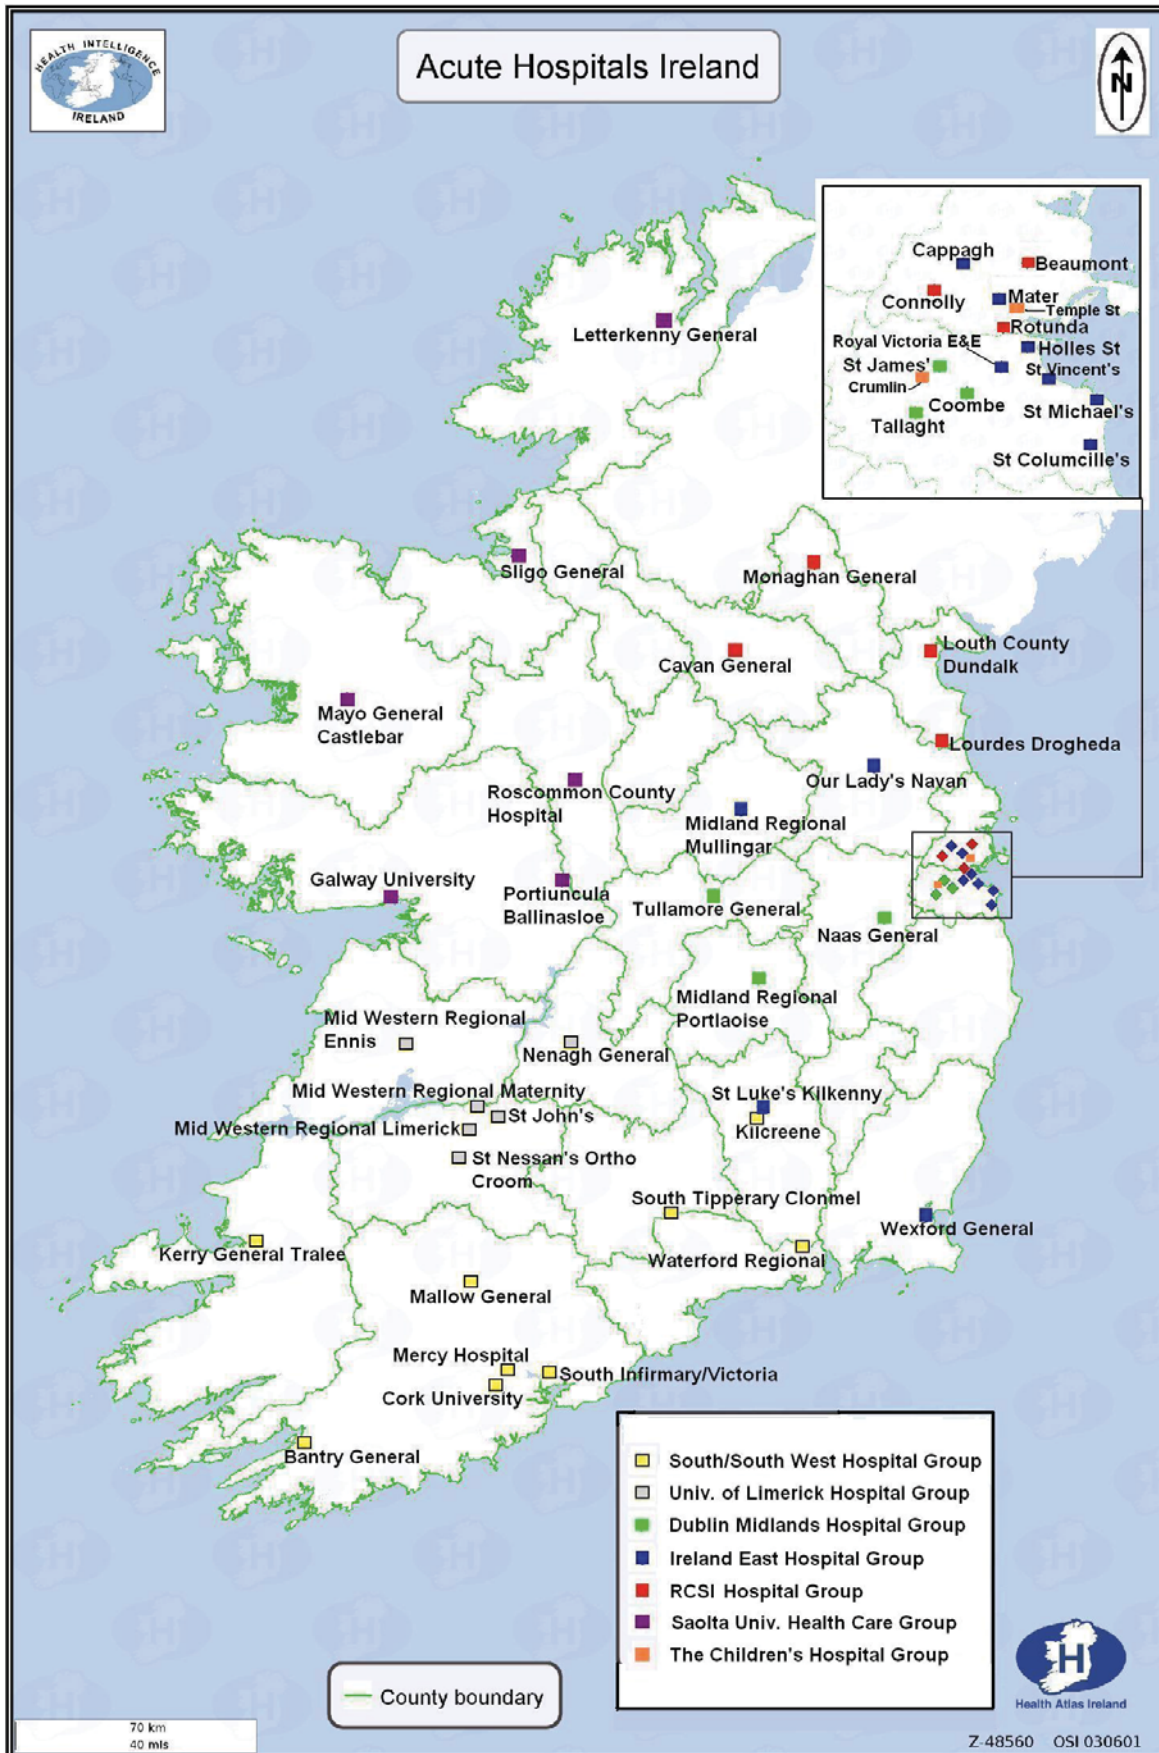 HEALTH INTELLIGENCE
IRELAND
Acute Hospitals Ireland
N
Cappagh
Beaumont
Connolly
Mater
Temple St
Rotunda
Royal Victoria E&E
Holles St
St James'
St Vincent's
Crumlin
Coombe
St Michael's
Tallaght
St Columcille's
Letterkenny General
Sligo General
Monaghan General
Cavan General
Louth County
Dundalk
Mayo General
Castlebar
Lourdes Drogheda
Our Lady's Navan
Roscommon County
Hospital
Midland Regional
Mullingar
Galway University
Portiuncula
Ballinasloe
Tullamore General
Naas General
Midland Regional
Portlaoise
Mid Western Regional
Ennis
Nenagh General
Mid Western Regional Maternity
St John's
Mid Western Regional Limerick
St Nessan's Ortho
Croom
St Luke's Kilkenny
Kilcreene
South Tipperary Clonmel
Wexford General
Waterford Regional
Kerry General Tralee
Mallow General
Mercy Hospital
South Infirmary/Victoria
Cork University
Bantry General
South/South West Hospital Group
Univ. of Limerick Hospital Group
Dublin Midlands Hospital Group
Ireland East Hospital Group
RCSI Hospital Group
Saolta Univ. Health Care Group
The Children's Hospital Group
County boundary
H
Health Atlas Ireland
70 km
40 mls
Z-48560 OSI 030601